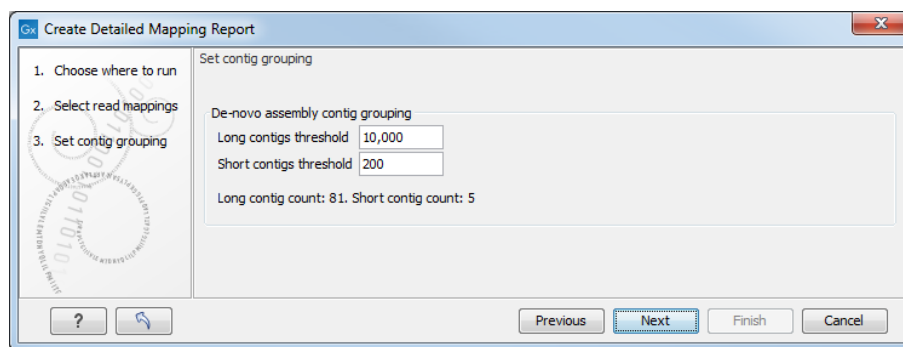 Gx Create Detailed Mapping Report
1. Choose where to run
2. Select read mappings
3. Set contig grouping
Set contig grouping
De-novo assembly contig grouping
Long contigs threshold 10,000
Short contigs threshold 200
Long contig count: 81. Short contig count: 5
? Previous Next Finish Cancel